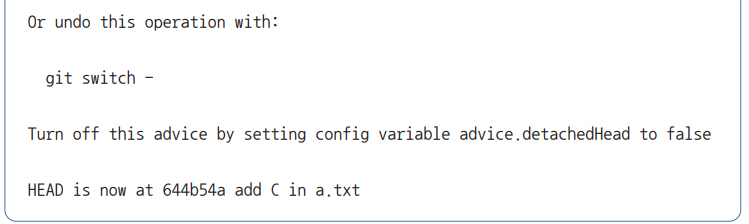 Or undo this operation with:
git switch -
Turn off this advice by setting config variable advice.detachedHead to false
HEAD is now at 644b54a add C in a.txt